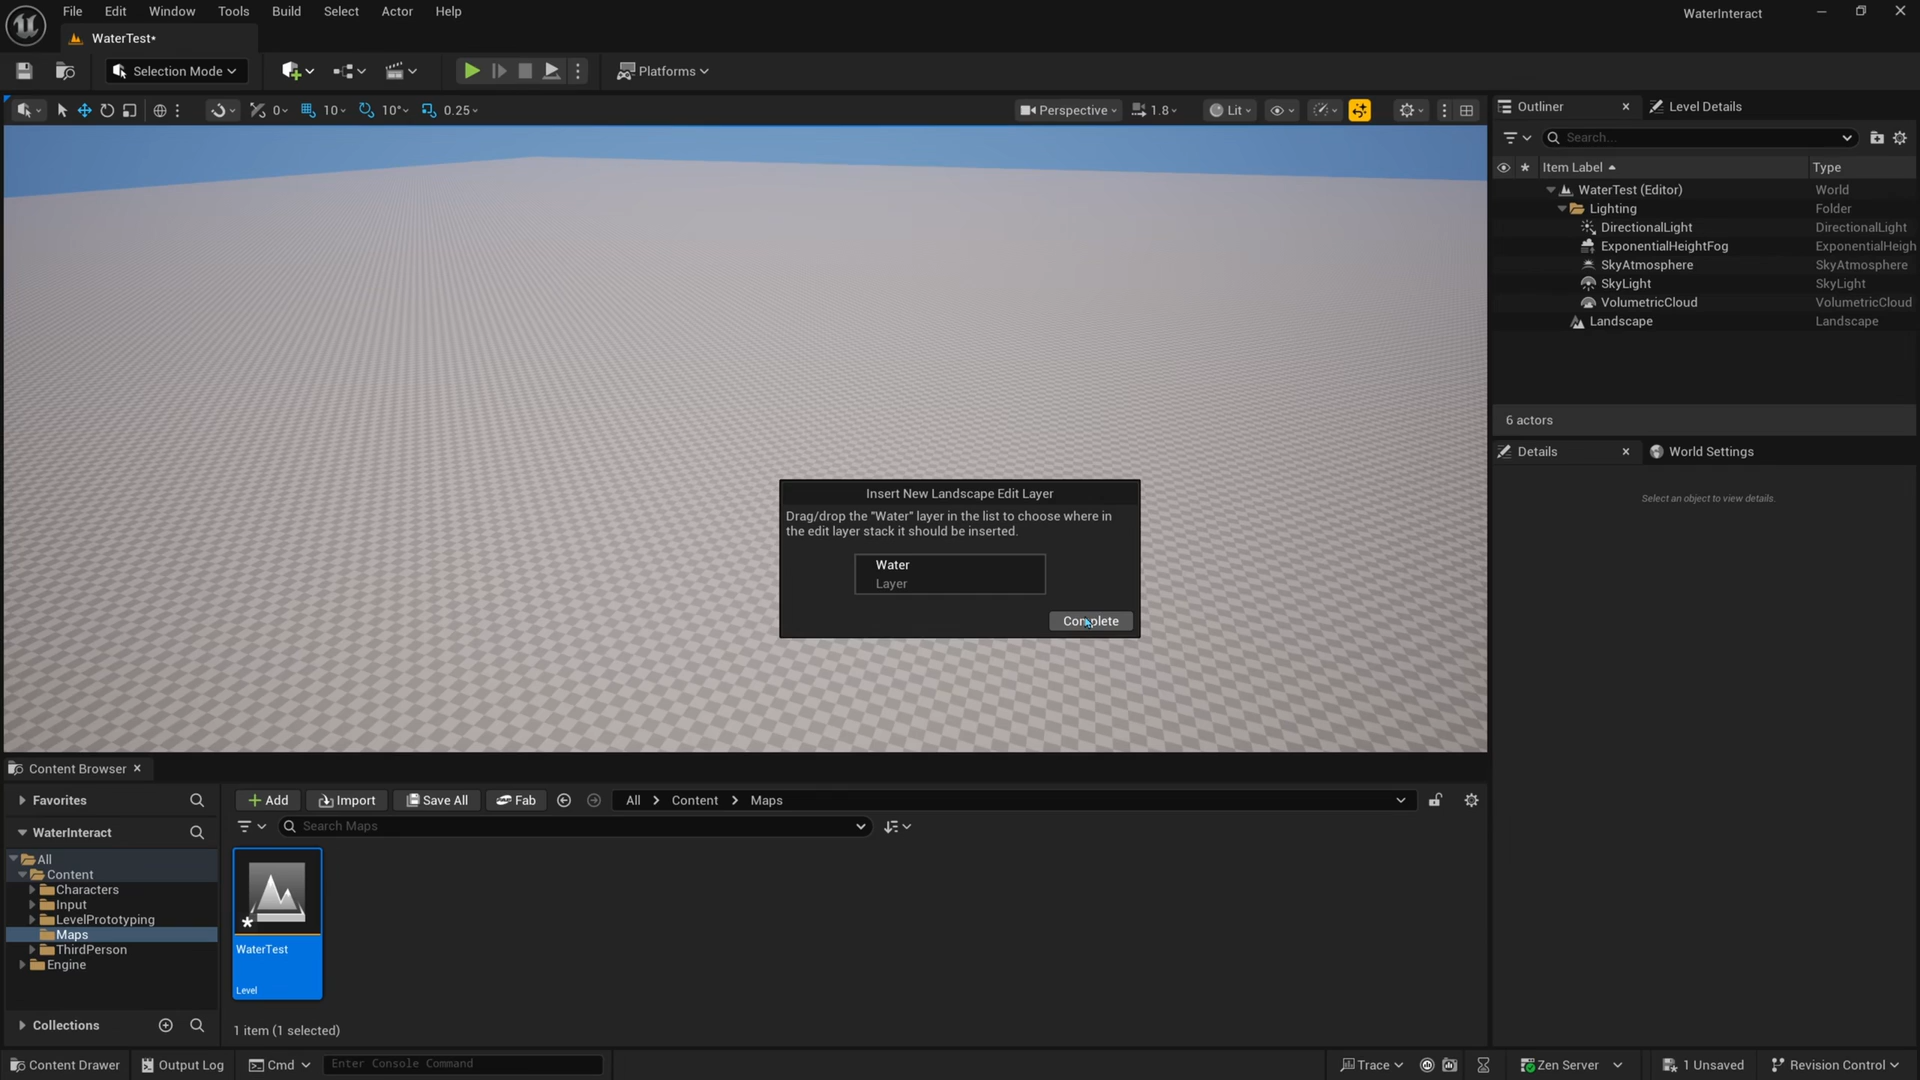 File Edit Window Tools Build Select Actor Help
WaterInteract
WaterTest*
Selection Mode
Platforms
0 10 10° 0.25
Perspective 1.8 Lit
Outliner Level Details
Search...
Item Label Type
WaterTest (Editor) World
Lighting Folder
DirectionalLight DirectionalLight
ExponentialHeightFog ExponentialHeigh
SkyAtmosphere SkyAtmosphere
SkyLight SkyLight
VolumetricCloud VolumetricCloud
Landscape Landscape
6 actors
Details World Settings
Select an object to view details.
Insert New Landscape Edit Layer
Drag/drop the "Water" layer in the list to choose where in
the edit layer stack it should be inserted.
Water
Layer
Complete
Content Browser
Favorites
Add Import Save All Fab All Content Maps
WaterInteract
Search Maps
All
Content
Characters
Input
LevelPrototyping
Maps
ThirdPerson
Engine
WaterTest
Level
Collections
1 item (1 selected)
Content Drawer Output Log Cmd Enter Console Command Trace Zen Server 1 Unsaved Revision Control